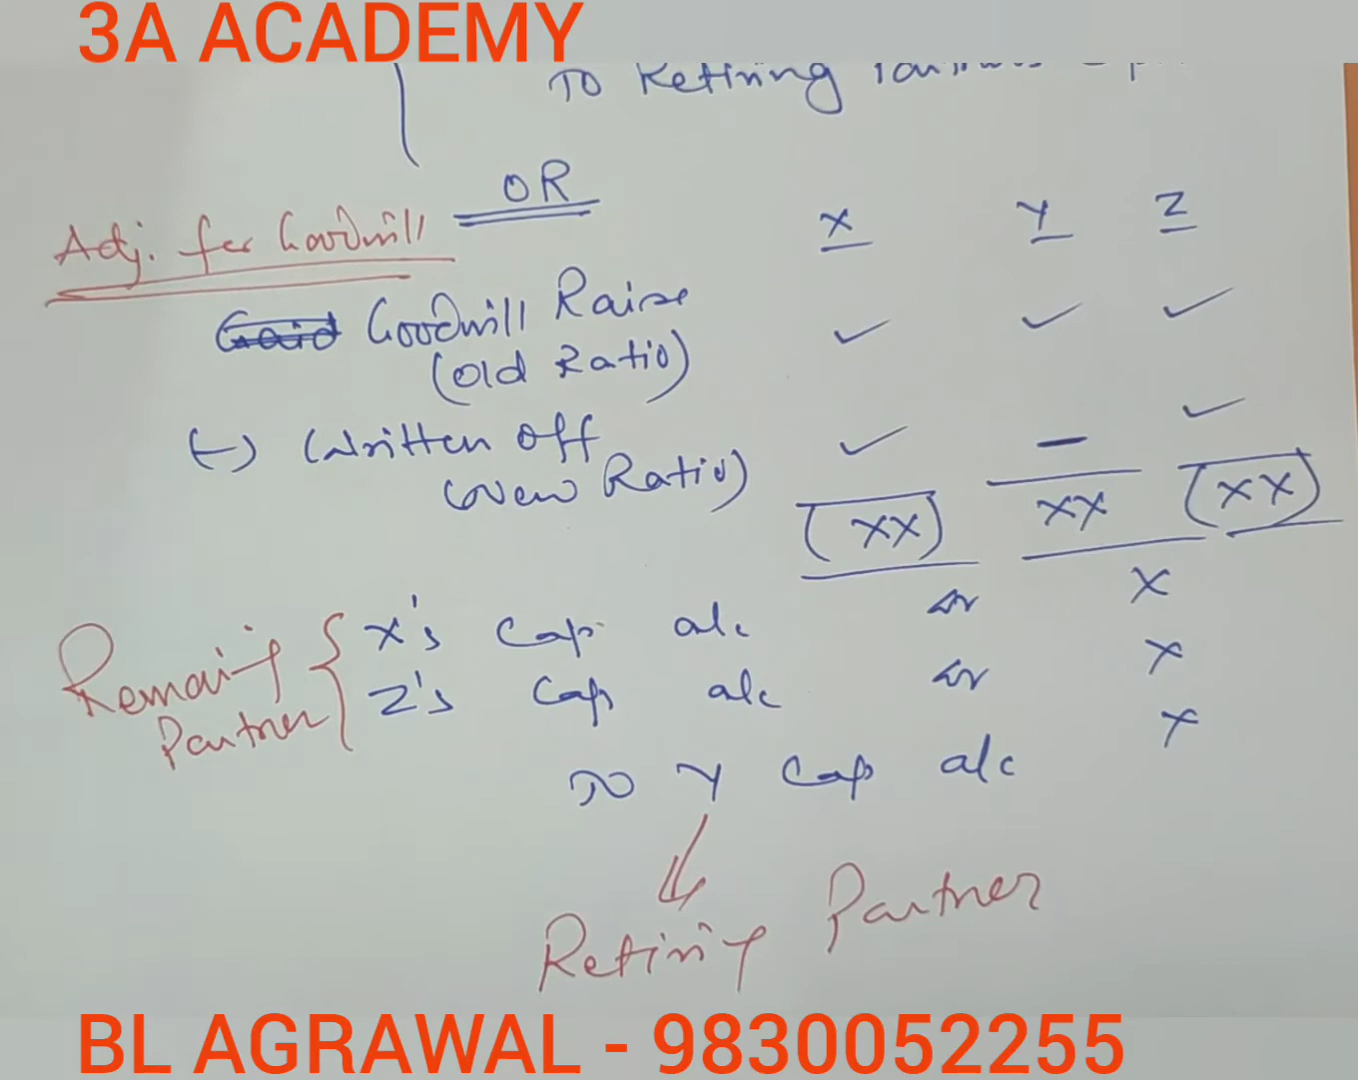 3A ACADEMY
To Retiring
OR
Adj. for Goodwill
X Y Z
Goodwill Raise ✓ ✓ ✓
(Old Ratio)
(-) Written off ✓ — ✓
(New Ratio)
(XX) XX (XX)
Remaining Partner { X's Cap. a/c Dr X
Z's Cap a/c Dr X
To Y Cap a/c X
Retiring Partner
BL AGRAWAL - 9830052255